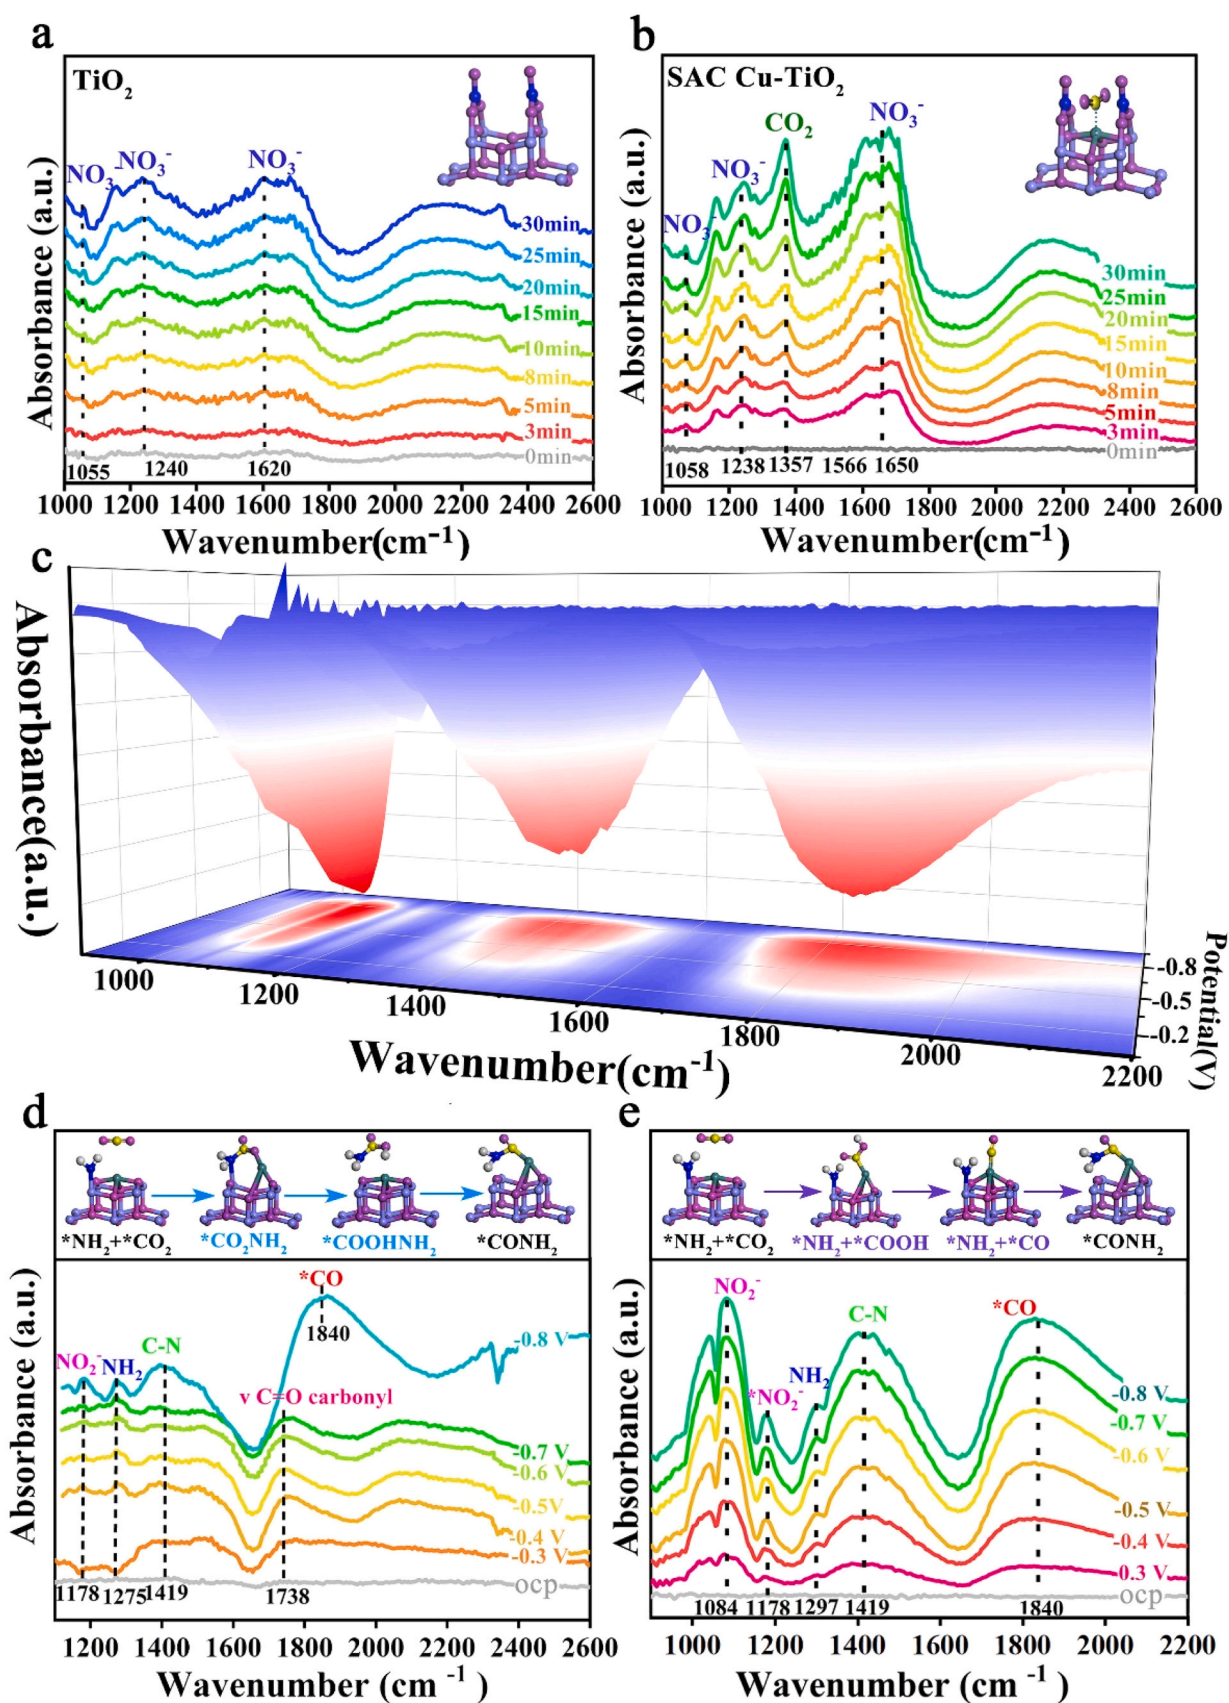 a
TiO2
NO3-
NO3-
NO3-
30min
25min
20min
15min
10min
8min
5min
3min
0min
1055 1240 1620
1000 1200 1400 1600 1800 2000 2200 2400 2600
Wavenumber(cm-1)
Absorbance (a.u.)
b
SAC Cu-TiO2
NO3-
NO3-
CO2
NO3-
30min
25min
20min
15min
10min
8min
5min
3min
0min
1058 1238 1357 1566 1650
1000 1200 1400 1600 1800 2000 2200 2400 2600
Wavenumber(cm-1)
Absorbance (a.u.)
c
Absorbance(a.u.)
1000 1200 1400 1600 1800 2000 2200
Wavenumber(cm-1)
-0.8
-0.5
-0.2
Potential(V)
d
*NH2+*CO2 *CO2NH2 *COOHNH2 *CONH2
*CO
1840
NO2- NH2 C-N
v C=O carbonyl
-0.8 V
-0.7 V
-0.6 V
-0.5V
-0.4 V
-0.3 V
ocp
1178 1275 1419 1738
1200 1400 1600 1800 2000 2200 2400 2600
Wavenumber (cm -1 )
Absorbance (a.u.)
e
*NH2+*CO2 *NH2+*COOH *NH2+*CO *CONH2
NO2-
*NO2-
NH2
C-N
*CO
-0.8 V
-0.7 V
-0.6 V
-0.5 V
-0.4 V
0.3 V
ocp
1084 1178 1297 1419 1840
1000 1200 1400 1600 1800 2000 2200
Wavenumber (cm -1 )
Absorbance (a.u.)